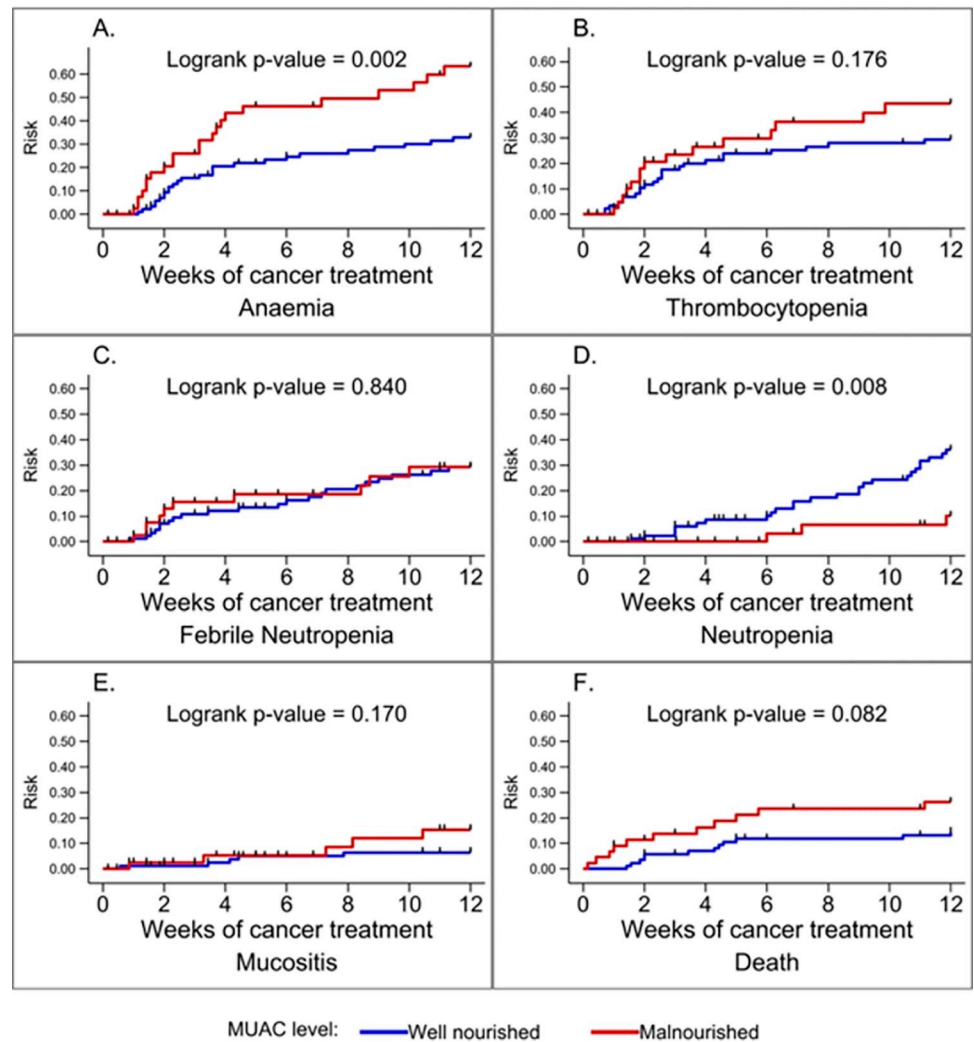 A.
Logrank p-value = 0.002
Risk
0.60
0.50
0.40
0.30
0.20
0.10
0.00
0 2 4 6 8 10 12
Weeks of cancer treatment
Anaemia
B.
Logrank p-value = 0.176
Risk
0.60
0.50
0.40
0.30
0.20
0.10
0.00
0 2 4 6 8 10 12
Weeks of cancer treatment
Thrombocytopenia
C.
Logrank p-value = 0.840
Risk
0.60
0.50
0.40
0.30
0.20
0.10
0.00
0 2 4 6 8 10 12
Weeks of cancer treatment
Febrile Neutropenia
D.
Logrank p-value = 0.008
Risk
0.60
0.50
0.40
0.30
0.20
0.10
0.00
0 2 4 6 8 10 12
Weeks of cancer treatment
Neutropenia
E.
Logrank p-value = 0.170
Risk
0.60
0.50
0.40
0.30
0.20
0.10
0.00
0 2 4 6 8 10 12
Weeks of cancer treatment
Mucositis
F.
Logrank p-value = 0.082
Risk
0.60
0.50
0.40
0.30
0.20
0.10
0.00
0 2 4 6 8 10 12
Weeks of cancer treatment
Death
MUAC level: Well nourished Malnourished